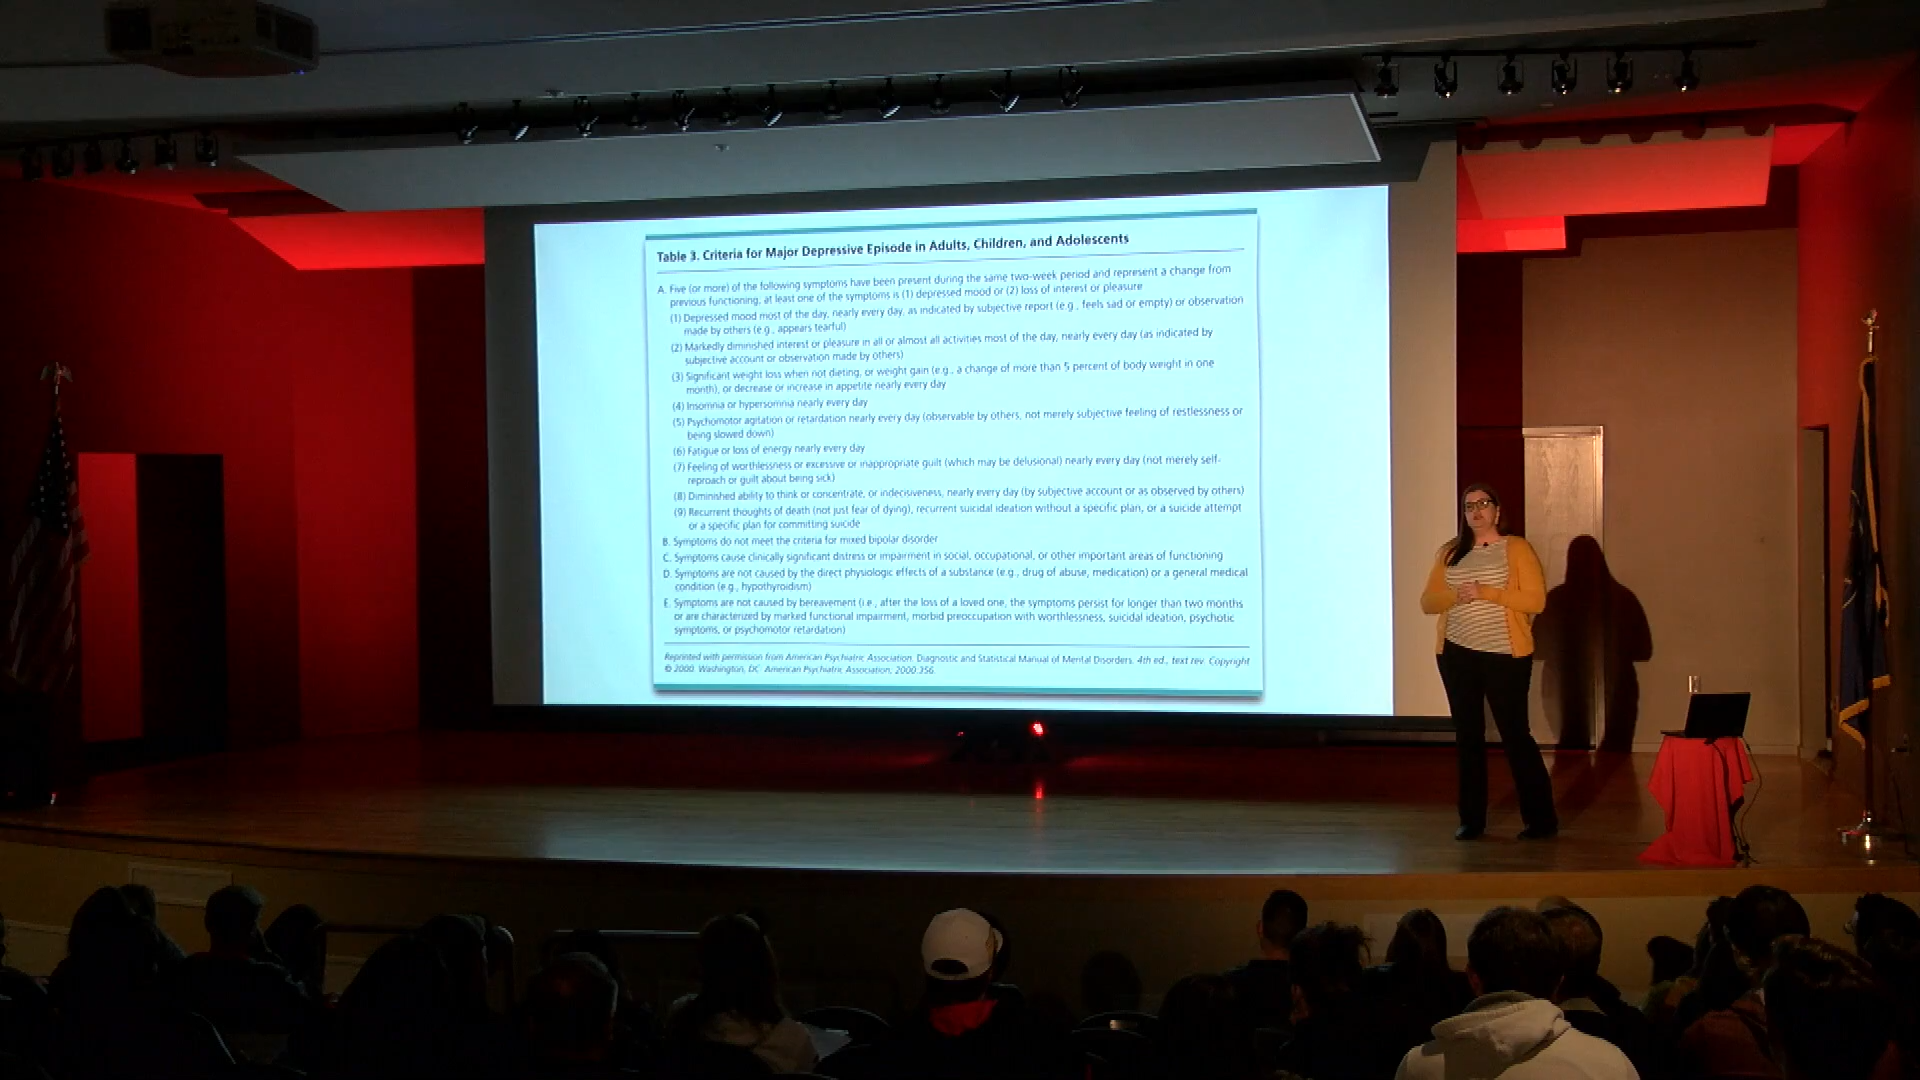 Table 3. Criteria for Major Depressive Episode in Adults, Children, and Adolescents
A. Five (or more) of the following symptoms have been present during the same two-week period and represent a change from
previous functioning, at least one of the symptoms is (1) depressed mood or (2) loss of interest or pleasure
(1) Depressed mood most of the day, nearly every day, as indicated by subjective report (e.g., feels sad or empty) or observation
made by others (e.g., appears tearful)
(2) Markedly diminished interest or pleasure in all or almost all activities most of the day, nearly every day (as indicated by
subjective account or observation made by others)
(3) Significant weight loss when not dieting, or weight gain (e.g., a change of more than 5 percent of body weight in one
month), or decrease or increase in appetite nearly every day
(4) Insomnia or hypersomnia nearly every day
(5) Psychomotor agitation or retardation nearly every day (observable by others, not merely subjective feeling of restlessness or
being slowed down)
(6) Fatigue or loss of energy nearly every day
(7) Feeling of worthlessness or excessive or inappropriate guilt (which may be delusional) nearly every day (not merely self-
reproach or guilt about being sick)
(8) Diminished ability to think or concentrate, or indecisiveness, nearly every day (by subjective account or as observed by others)
(9) Recurrent thoughts of death (not just fear of dying), recurrent suicidal ideation without a specific plan, or a suicide attempt
or a specific plan for committing suicide
B. Symptoms do not meet the criteria for mixed bipolar disorder
C. Symptoms cause clinically significant distress or impairment in social, occupational, or other important areas of functioning
D. Symptoms are not caused by the direct physiologic effects of a substance (e.g., drug of abuse, medication) or a general medical
condition (e.g., hypothyroidism)
E. Symptoms are not caused by bereavement (i.e., after the loss of a loved one, the symptoms persist for longer than two months
or are characterized by marked functional impairment, morbid preoccupation with worthlessness, suicidal ideation, psychotic
symptoms, or psychomotor retardation)
Reprinted with permission from American Psychiatric Association. Diagnostic and Statistical Manual of Mental Disorders. 4th ed., text rev. Copyright
© 2000. Washington, DC: American Psychiatric Association; 2000:356.